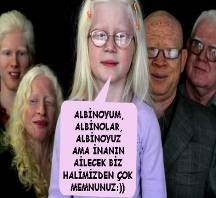 ALBİNOYUM,
ALBİNOLAR,
ALBİNOYUZ
AMA İNANIN
AİLECEK BİZ
HALİMİZDEN ÇOK
MEMNUNUZ:))